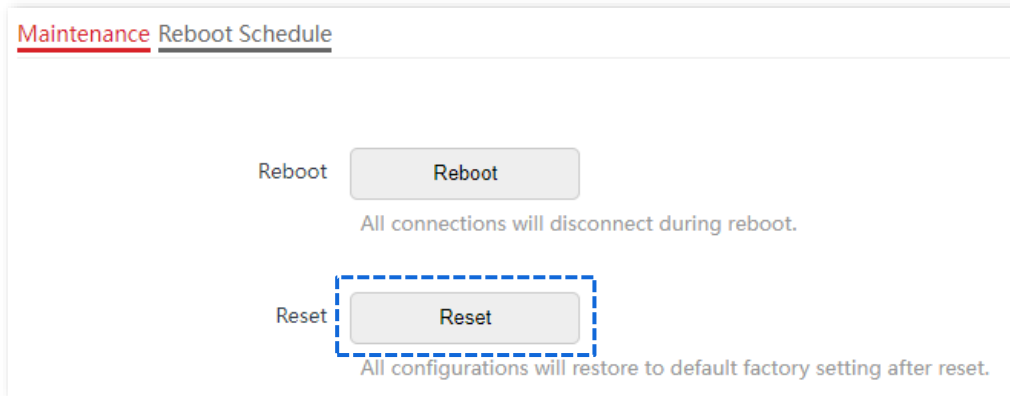 Maintenance Reboot Schedule
Reboot Reboot
All connections will disconnect during reboot.
Reset Reset
All configurations will restore to default factory setting after reset.